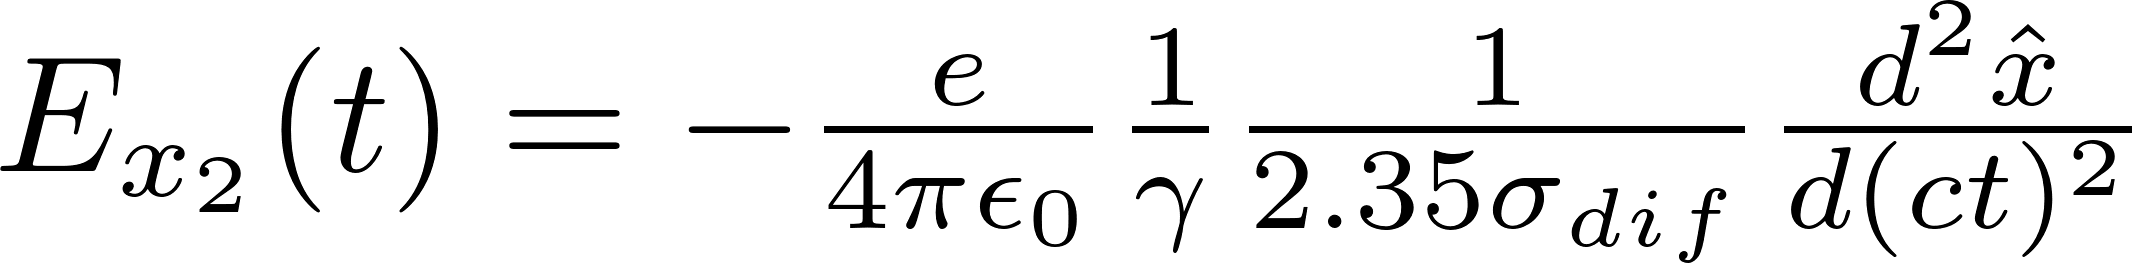 E_{x_2}(t) = -\frac{e}{4\pi\epsilon_0} \frac{1}{\gamma} \frac{1}{2.35\sigma_{dif}} \frac{d^2\hat{x}}{d(ct)^2}